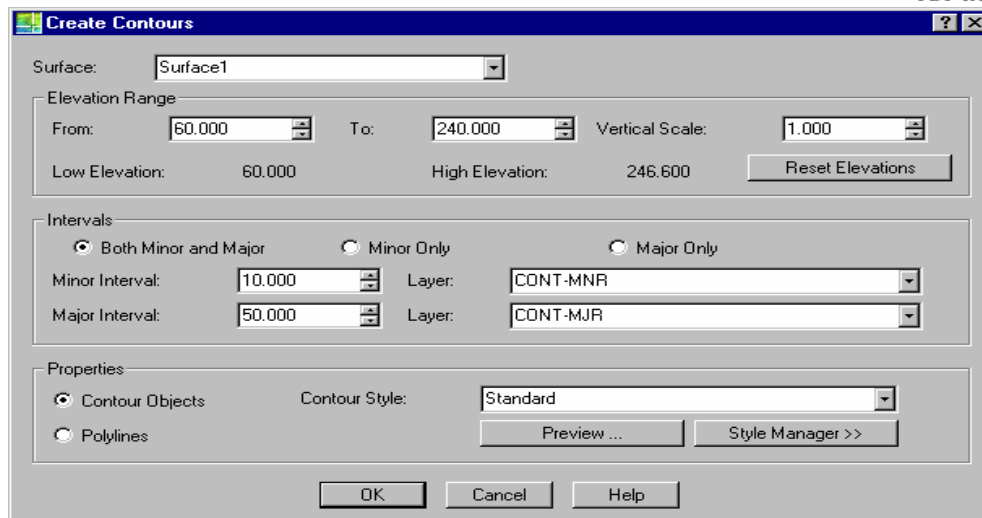 Create Contours
Surface: Surface1
Elevation Range
From: 60.000 To: 240.000 Vertical Scale: 1.000
Low Elevation: 60.000 High Elevation: 246.600 Reset Elevations
Intervals
Both Minor and Major Minor Only Major Only
Minor Interval: 10.000 Layer: CONT-MNR
Major Interval: 50.000 Layer: CONT-MJR
Properties
Contour Objects Contour Style: Standard
Polylines Preview ... Style Manager >>
OK Cancel Help